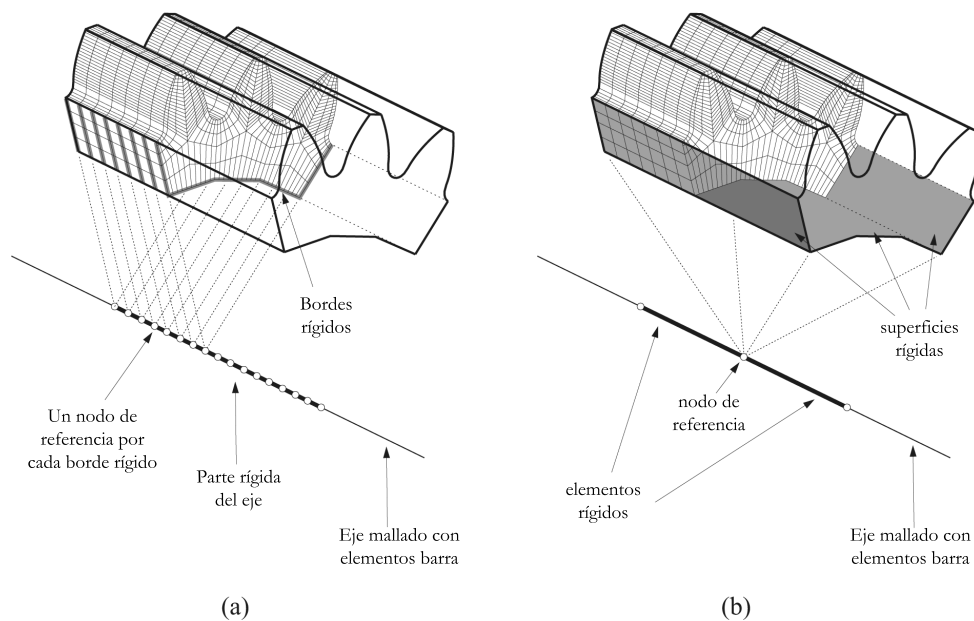 Bordes
rígidos
Un nodo de
referencia por
cada borde rígido
Parte rígida
del eje
Eje mallado con
elementos barra
(a)
superficies
rígidas
nodo de
referencia
elementos
rígidos
Eje mallado con
elementos barra
(b)